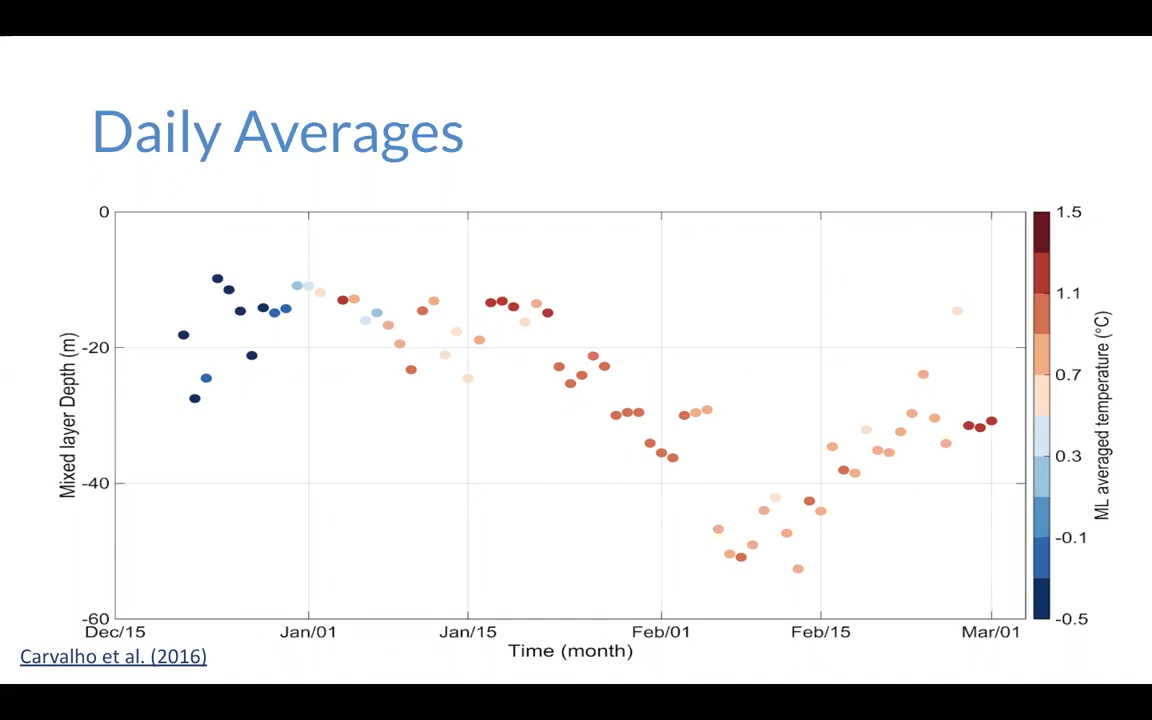 Daily Averages
0
-20
-40
-60
Mixed layer Depth (m)
Dec/15
Jan/01
Jan/15
Feb/01
Feb/15
Mar/01
Time (month)
1.5
1.1
0.7
0.3
-0.1
-0.5
ML averaged temperature (°C)
Carvalho et al. (2016)